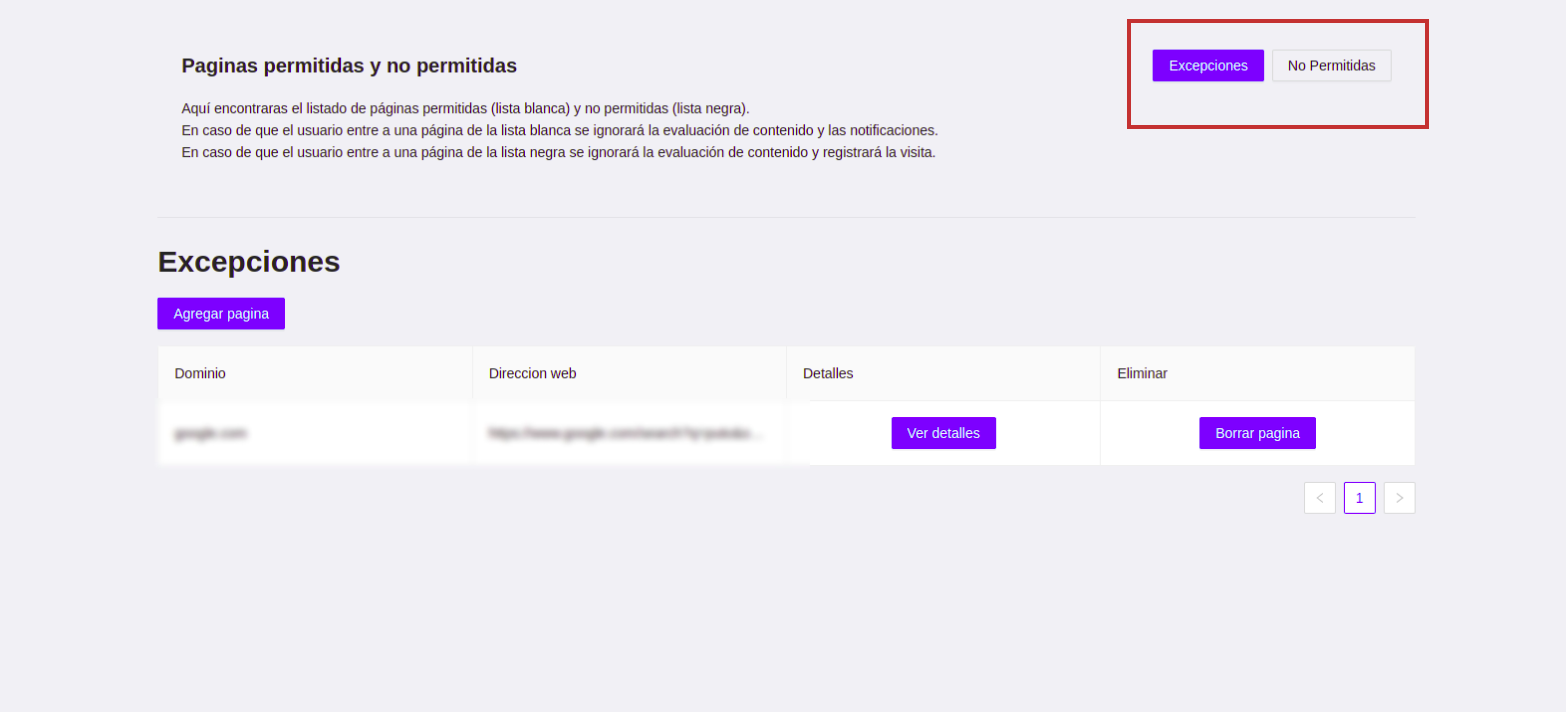 Paginas permitidas y no permitidas
Excepciones
No Permitidas
Aquí encontraras el listado de páginas permitidas (lista blanca) y no permitidas (lista negra).
En caso de que el usuario entre a una página de la lista blanca se ignorará la evaluación de contenido y las notificaciones.
En caso de que el usuario entre a una página de la lista negra se ignorará la evaluación de contenido y registrará la visita.
Excepciones
Agregar pagina
Dominio Direccion web Detalles Eliminar
google.com Ver detalles Borrar pagina
< 1 >